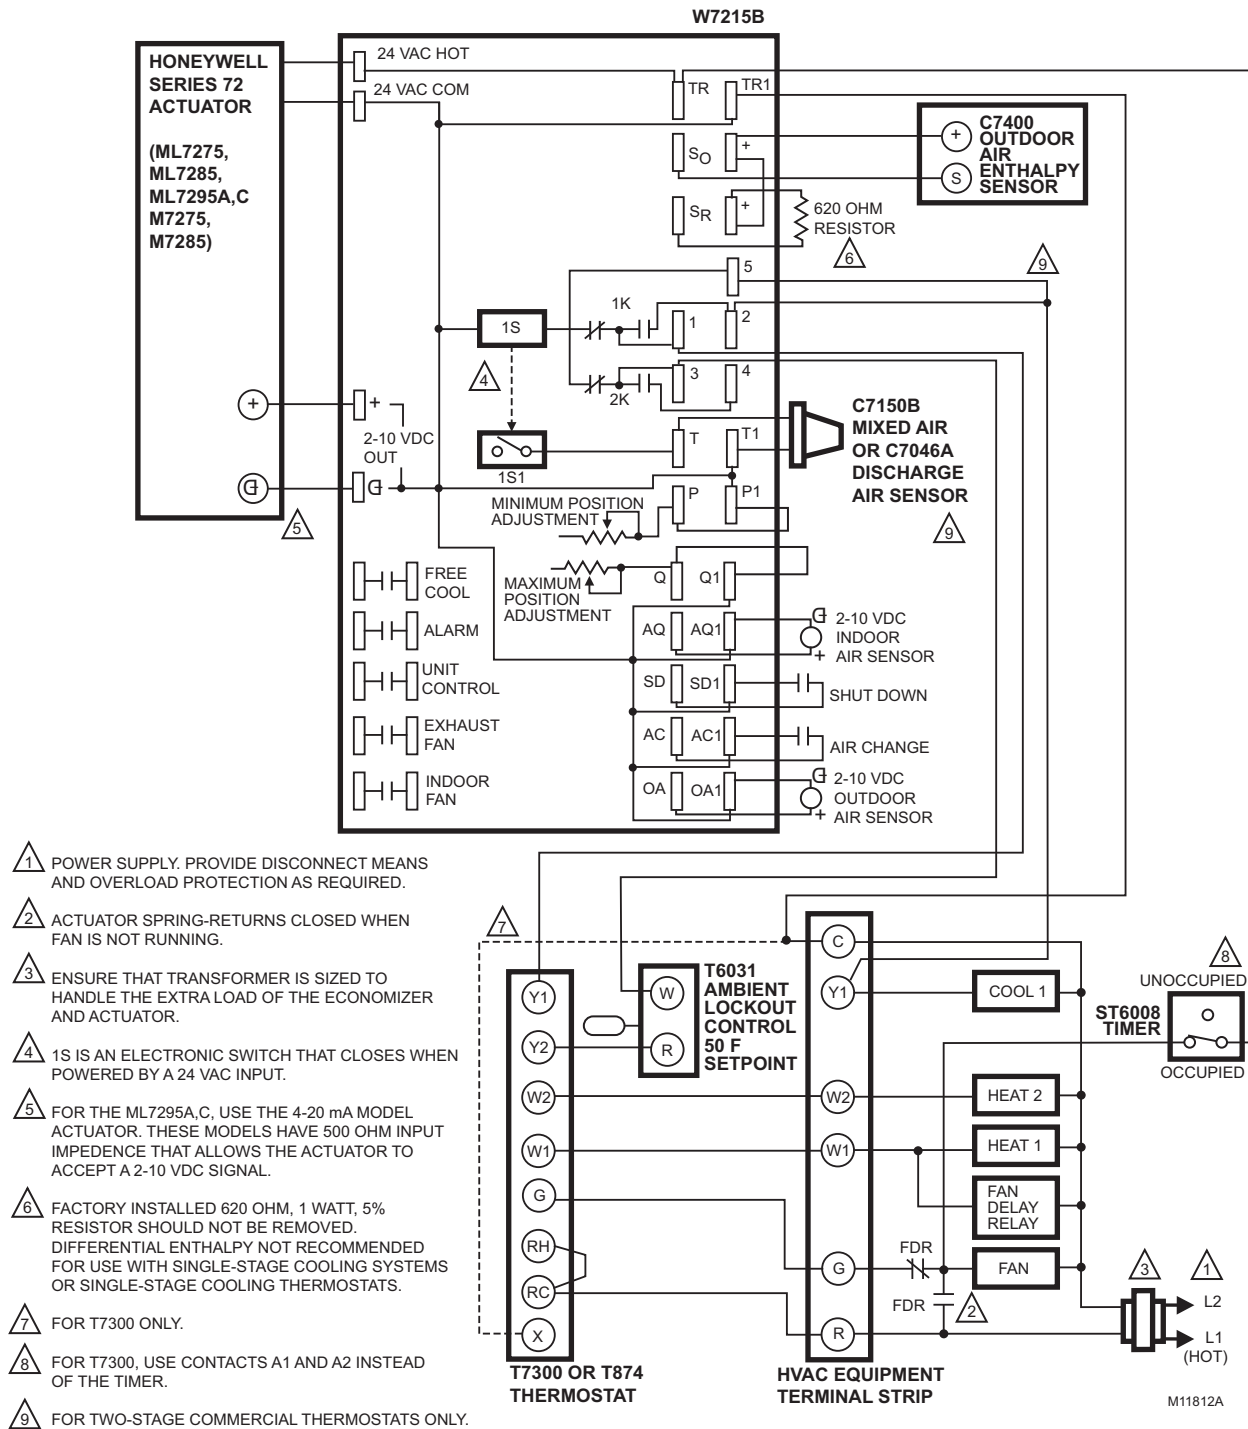 W7215B
HONEYWELL
SERIES 72
ACTUATOR
(ML7275,
ML7285,
ML7295A,C
M7275,
M7285)
24 VAC HOT
24 VAC COM
TR
TR1
SO
+
SR
+
C7400
OUTDOOR
AIR
ENTHALPY
SENSOR
+
S
620 OHM
RESISTOR
6
9
5
1K
1S
1
2
4
3
4
2K
+
+
2-10 VDC
OUT
T
T1
1S1
C7150B
MIXED AIR
OR C7046A
DISCHARGE
AIR SENSOR
9
5
MINIMUM POSITION
ADJUSTMENT
P
P1
MAXIMUM
POSITION
ADJUSTMENT
Q
Q1
FREE
COOL
ALARM
UNIT
CONTROL
EXHAUST
FAN
INDOOR
FAN
AQ
AQ1
2-10 VDC
INDOOR
+ AIR SENSOR
SD
SD1
SHUT DOWN
AC
AC1
AIR CHANGE
OA
OA1
2-10 VDC
OUTDOOR
+ AIR SENSOR
1 POWER SUPPLY. PROVIDE DISCONNECT MEANS
AND OVERLOAD PROTECTION AS REQUIRED.
2 ACTUATOR SPRING-RETURNS CLOSED WHEN
FAN IS NOT RUNNING.
3 ENSURE THAT TRANSFORMER IS SIZED TO
HANDLE THE EXTRA LOAD OF THE ECONOMIZER
AND ACTUATOR.
4 1S IS AN ELECTRONIC SWITCH THAT CLOSES WHEN
POWERED BY A 24 VAC INPUT.
5 FOR THE ML7295A,C, USE THE 4-20 mA MODEL
ACTUATOR. THESE MODELS HAVE 500 OHM INPUT
IMPEDENCE THAT ALLOWS THE ACTUATOR TO
ACCEPT A 2-10 VDC SIGNAL.
6 FACTORY INSTALLED 620 OHM, 1 WATT, 5%
RESISTOR SHOULD NOT BE REMOVED.
DIFFERENTIAL ENTHALPY NOT RECOMMENDED
FOR USE WITH SINGLE-STAGE COOLING SYSTEMS
OR SINGLE-STAGE COOLING THERMOSTATS.
7 FOR T7300 ONLY.
8 FOR T7300, USE CONTACTS A1 AND A2 INSTEAD
OF THE TIMER.
9 FOR TWO-STAGE COMMERCIAL THERMOSTATS ONLY.
7
Y1
Y2
W2
W1
G
RH
RC
X
T7300 OR T874
THERMOSTAT
W
R
T6031
AMBIENT
LOCKOUT
CONTROL
50 F
SETPOINT
C
Y1
W2
W1
G
R
HVAC EQUIPMENT
TERMINAL STRIP
COOL 1
HEAT 2
HEAT 1
FAN
DELAY
RELAY
FAN
FDR
FDR
2
8
UNOCCUPIED
ST6008
TIMER
OCCUPIED
3
1
L2
L1
(HOT)
M11812A